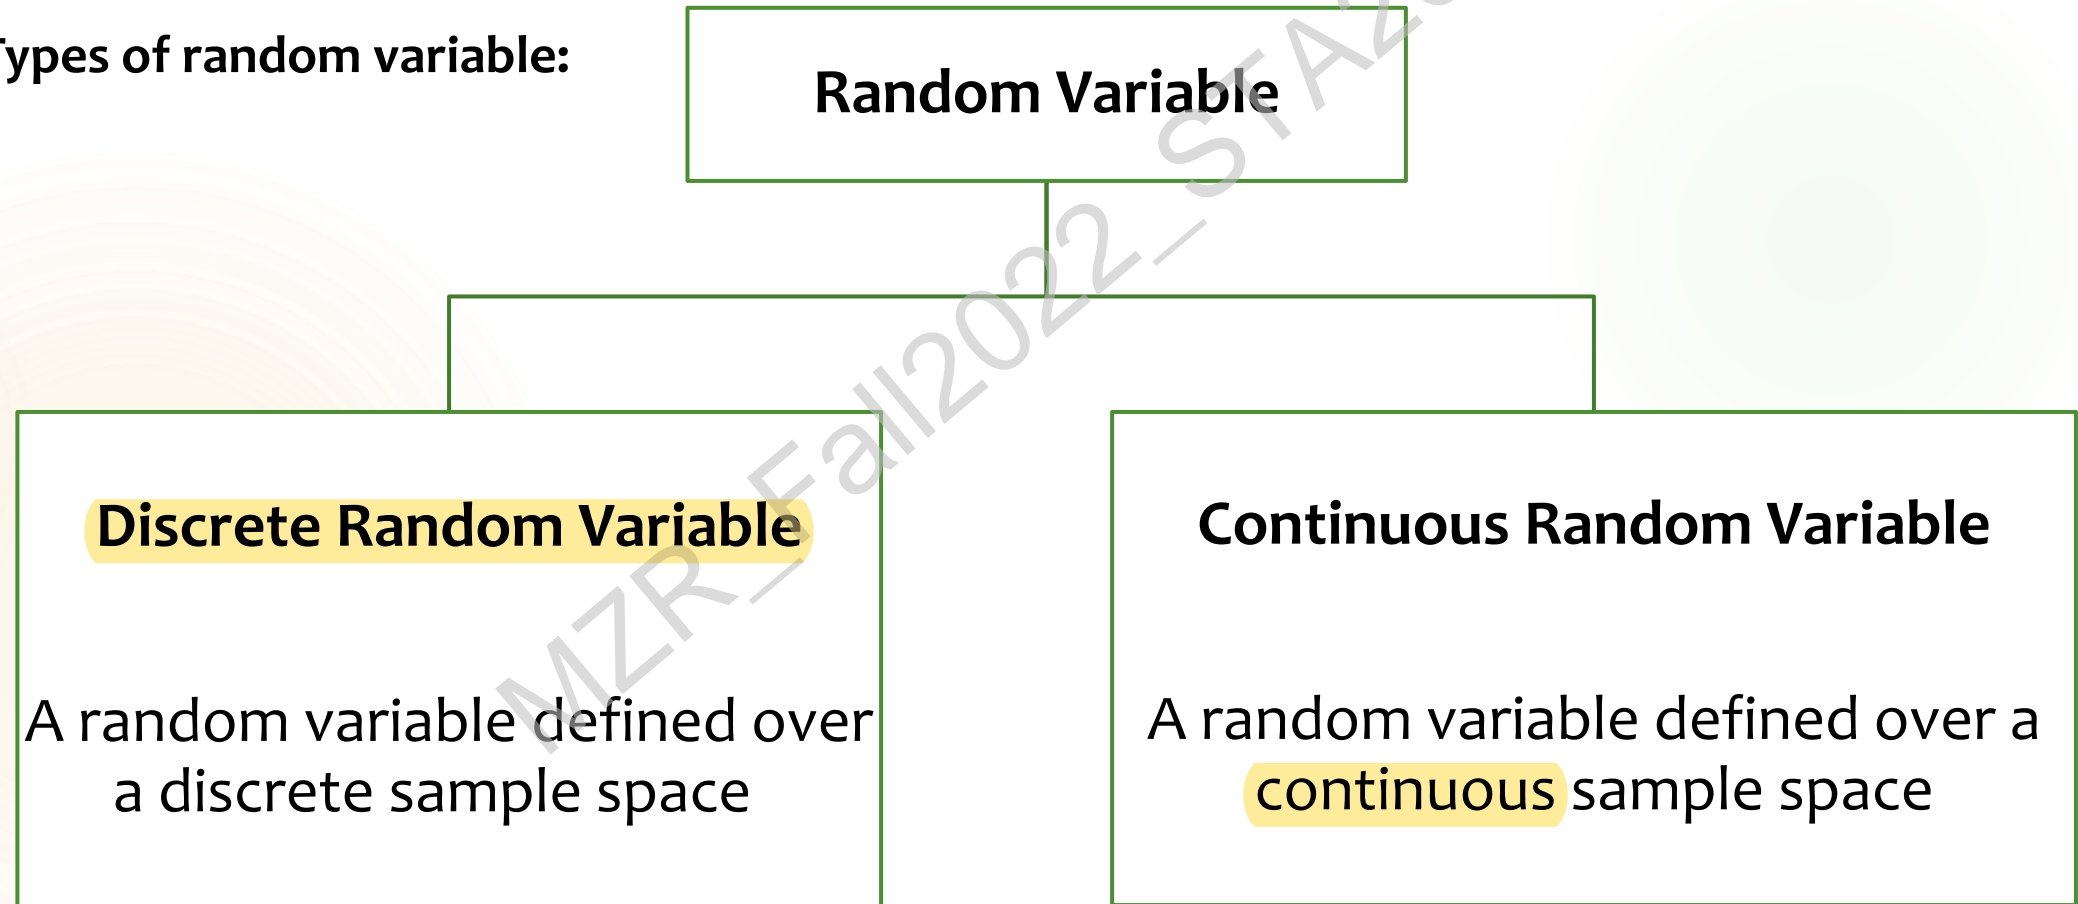 Types of random variable:
Random Variable
Discrete Random Variable
Continuous Random Variable
A random variable defined over
a discrete sample space
A random variable defined over a
continuous sample space
MZR_Fall2022_STA2